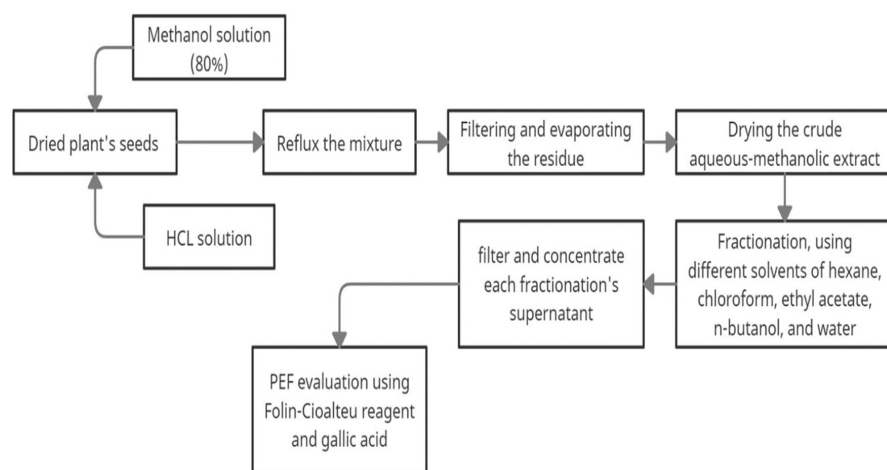 Methanol solution
(80%)
Dried plant's seeds
Reflux the mixture
Filtering and evaporating
the residue
Drying the crude
aqueous-methanolic extract
HCL solution
Fractionation, using
different solvents of hexane,
chloroform, ethyl acetate,
n-butanol, and water
filter and concentrate
each fractionation's
supernatant
PEF evaluation using
Folin-Cioalteu reagent
and gallic acid